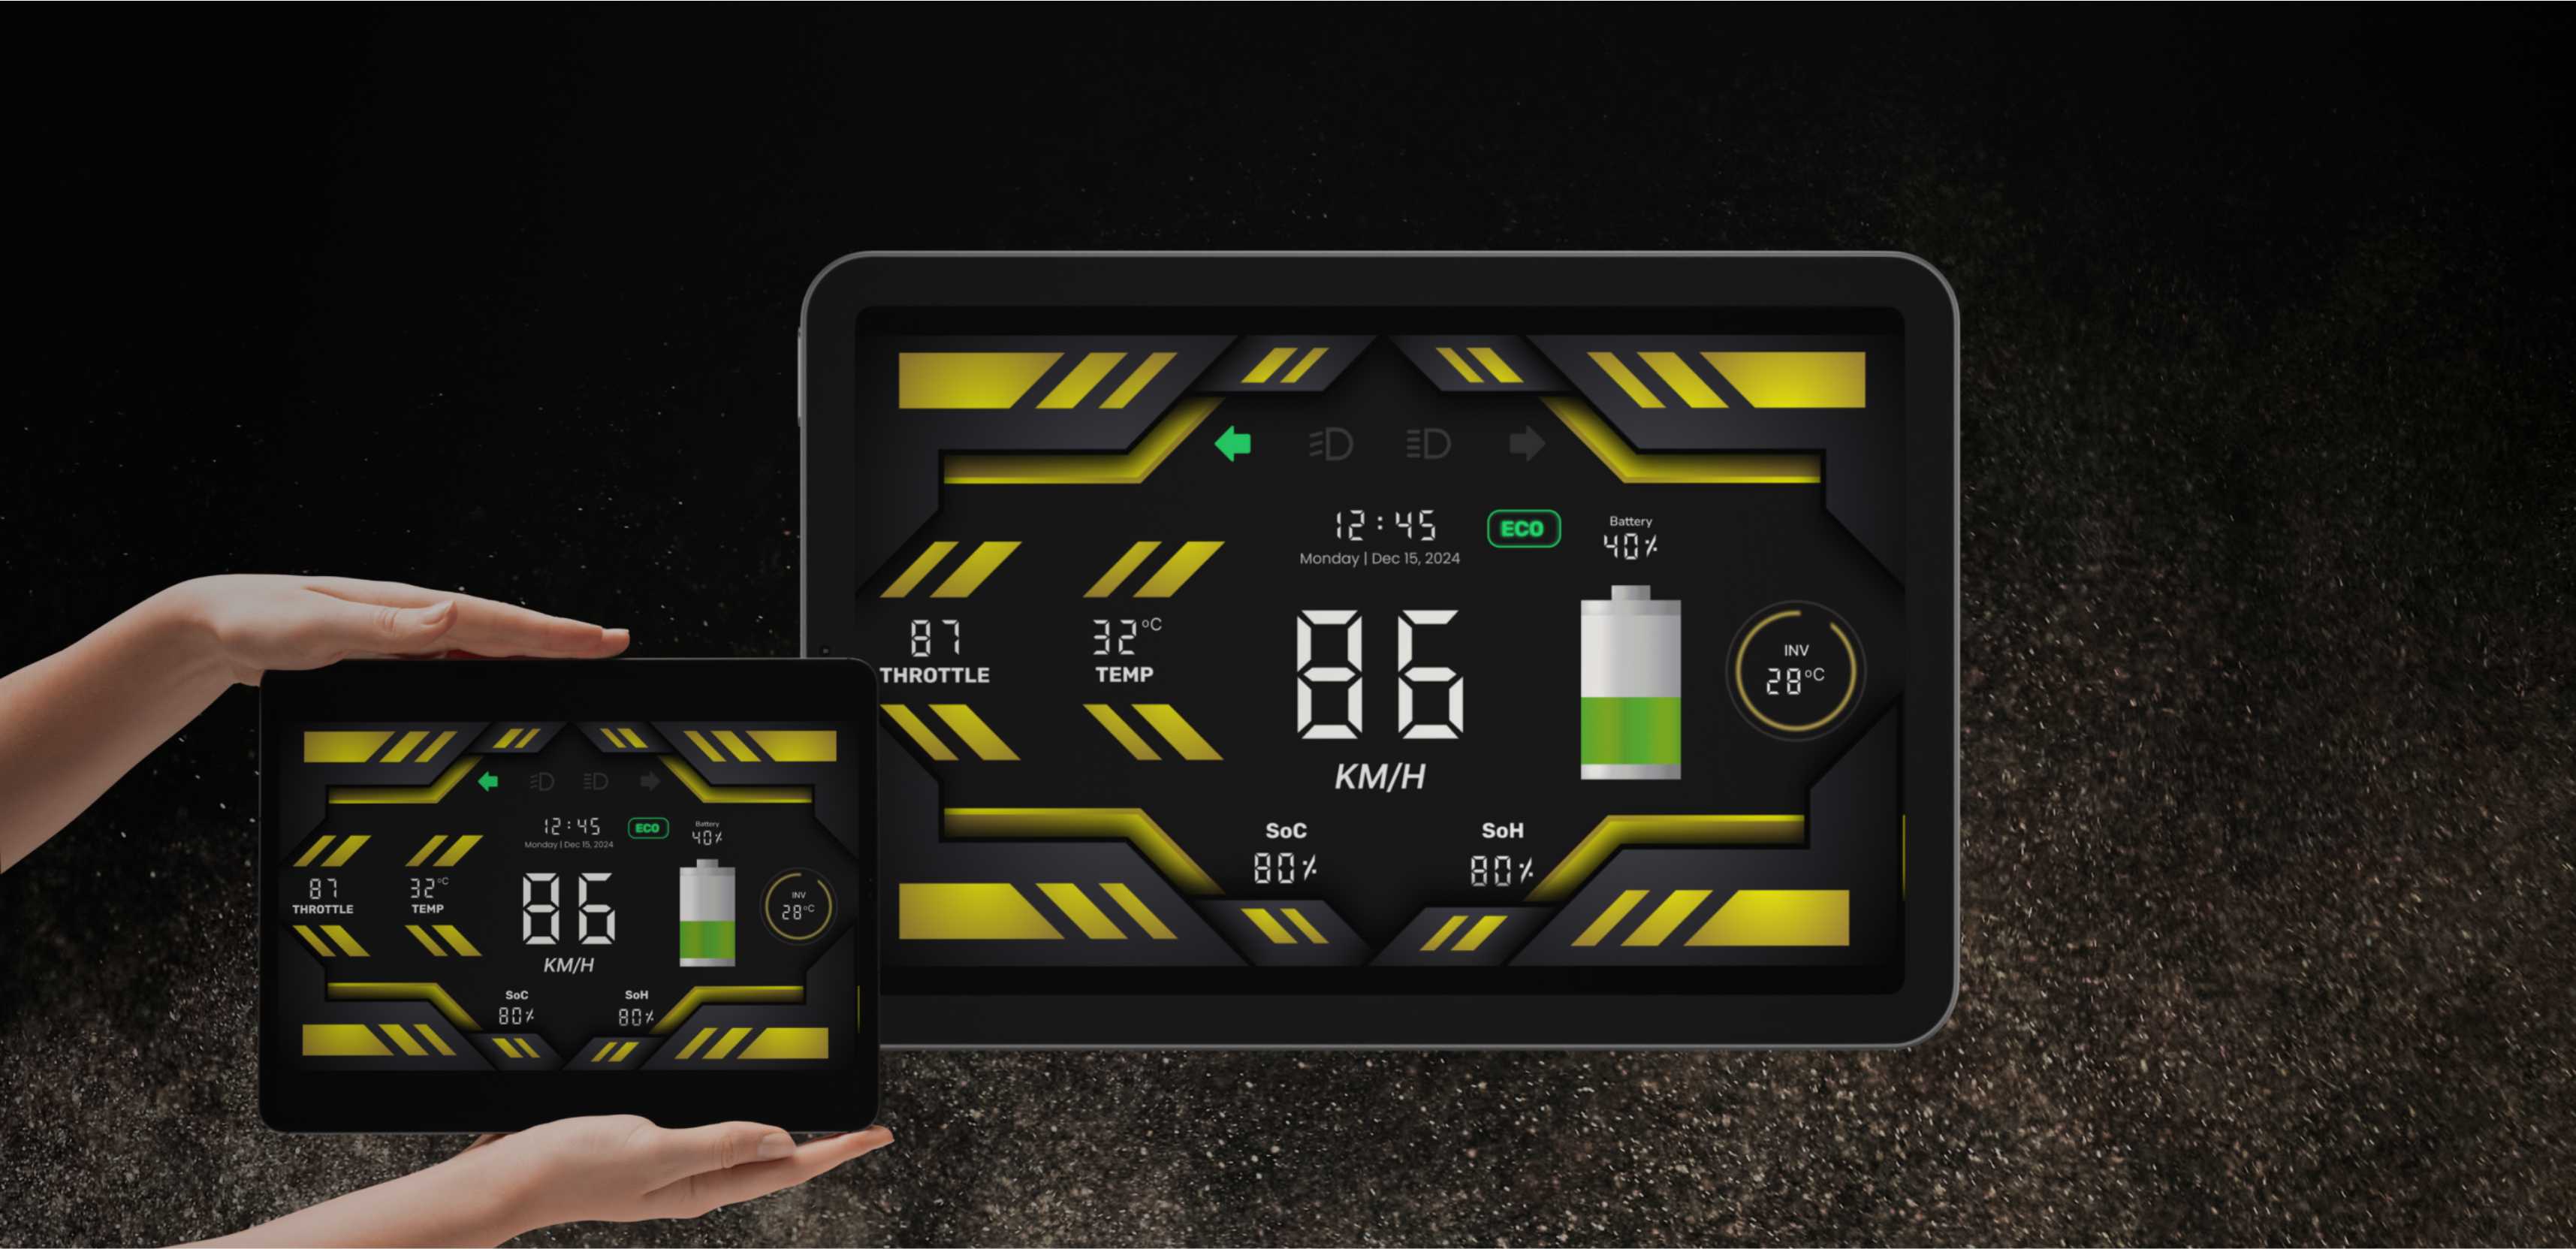 12:45
ECO
Battery
Monday | Dec 15, 2024
40%
87
THROTTLE
32°C
TEMP
86
KM/H
INV
28°C
SoC
80%
SoH
80%
12:45
ECO
Battery
Monday | Dec 15, 2024
40%
87
THROTTLE
32°C
TEMP
86
KM/H
INV
28°C
SoC
80%
SoH
80%